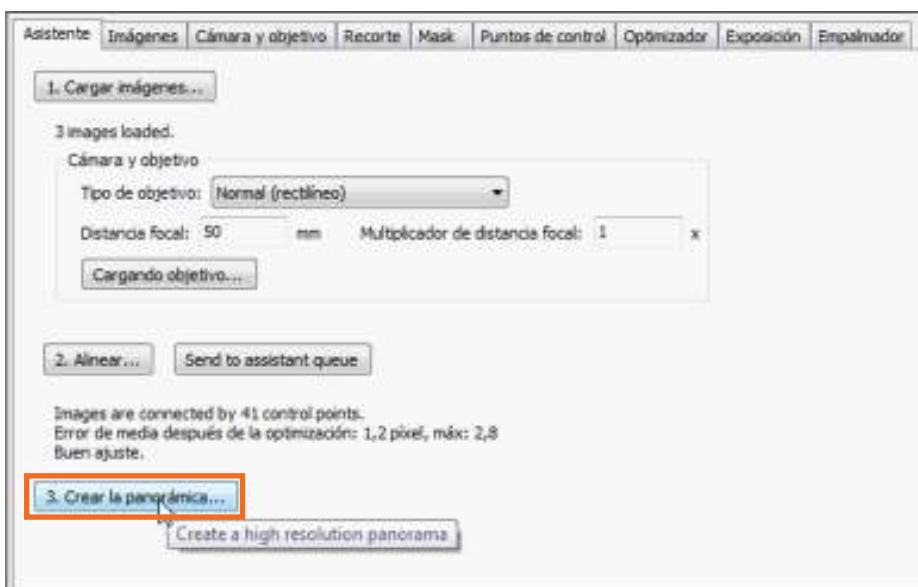 Asistente Imágenes Cámara y objetivo Recorte Mask Puntos de control Optimizador Exposición Empalmador
1. Cargar imágenes...
3 images loaded.
Cámara y objetivo
Tipo de objetivo: Normal (rectilíneo)
Distancia focal: 50 mm Multiplicador de distancia focal: 1 x
Cargando objetivo...
2. Alinear... Send to assistant queue
Images are connected by 41 control points.
Error de media después de la optimización: 1,2 pixel, máx: 2,8
Buen ajuste.
3. Crear la panorámica...
Create a high resolution panorama